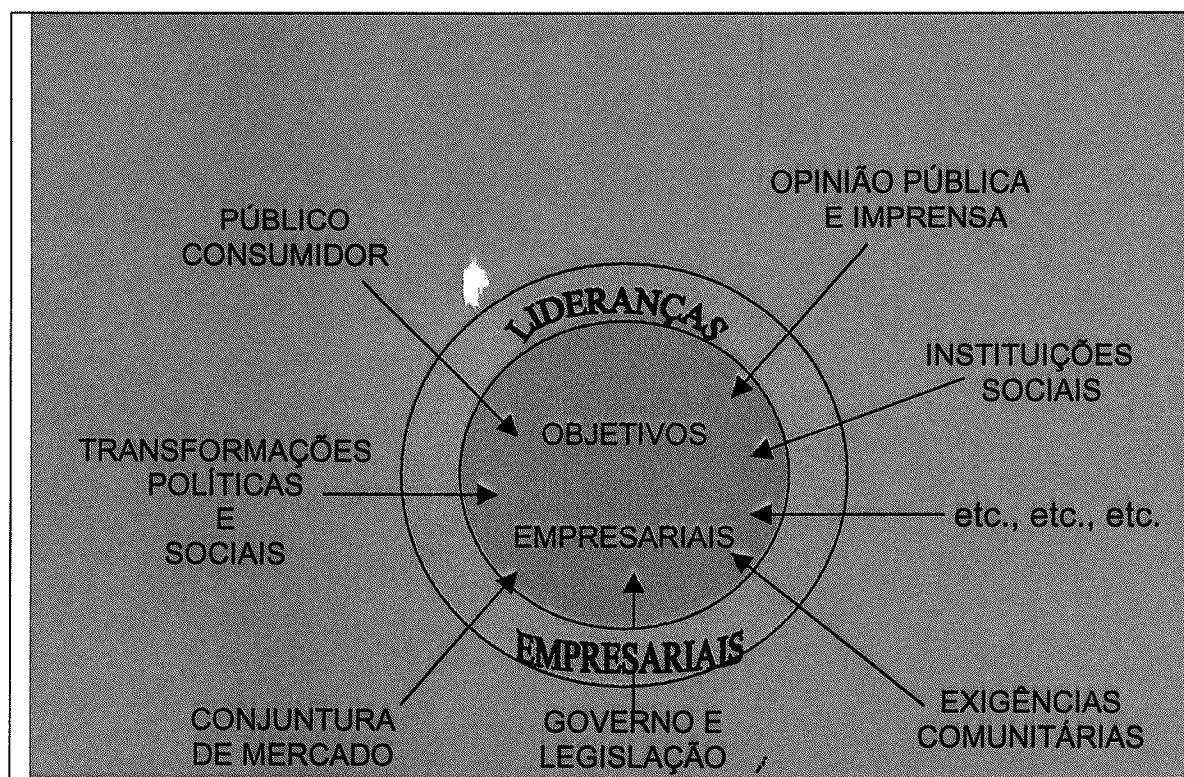 OPINIÃO PÚBLICA
E IMPRENSA
PÚBLICO
CONSUMIDOR
LIDERANÇAS
INSTITUIÇÕES
SOCIAIS
OBJETIVOS
TRANSFORMAÇÕES
POLÍTICAS
E
SOCIAIS
etc., etc., etc.
EMPRESARIAIS
EMPRESARIAIS
EXIGÊNCIAS
COMUNITÁRIAS
CONJUNTURA
DE MERCADO
GOVERNO E
LEGISLAÇÃO